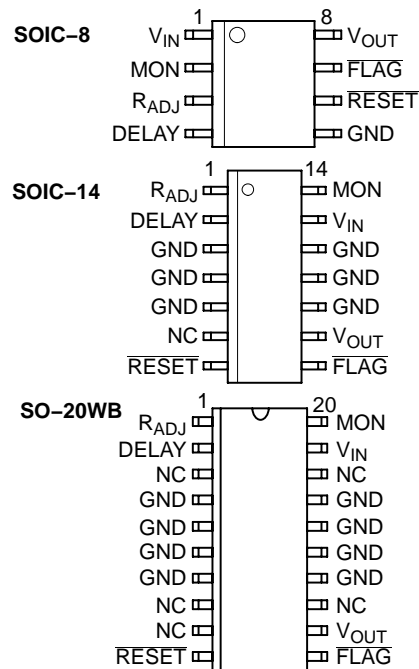 SOIC–8
1 8
VIN VOUT
MON FLAG
RADJ RESET
DELAY GND
SOIC–14
1 14
RADJ MON
DELAY VIN
GND GND
GND GND
GND GND
NC VOUT
RESET FLAG
SO–20WB
1 20
RADJ MON
DELAY VIN
NC NC
GND GND
GND GND
GND GND
GND GND
NC NC
NC VOUT
RESET FLAG